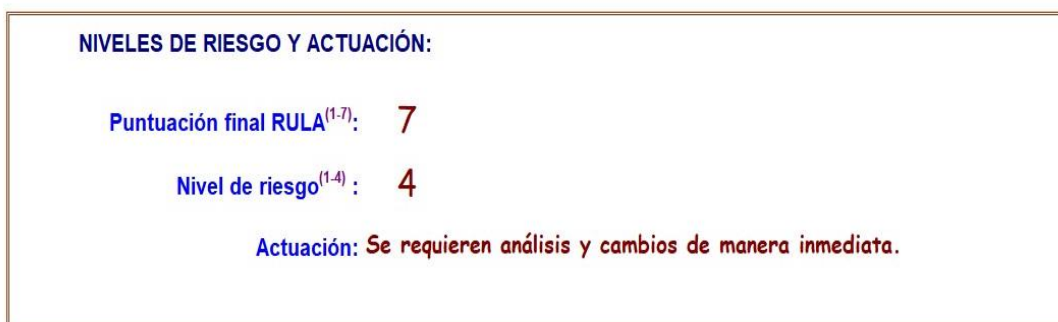 NIVELES DE RIESGO Y ACTUACIÓN:
Puntuación final RULA(1-7): 7
Nivel de riesgo(1-4) : 4
Actuación: Se requieren análisis y cambios de manera inmediata.